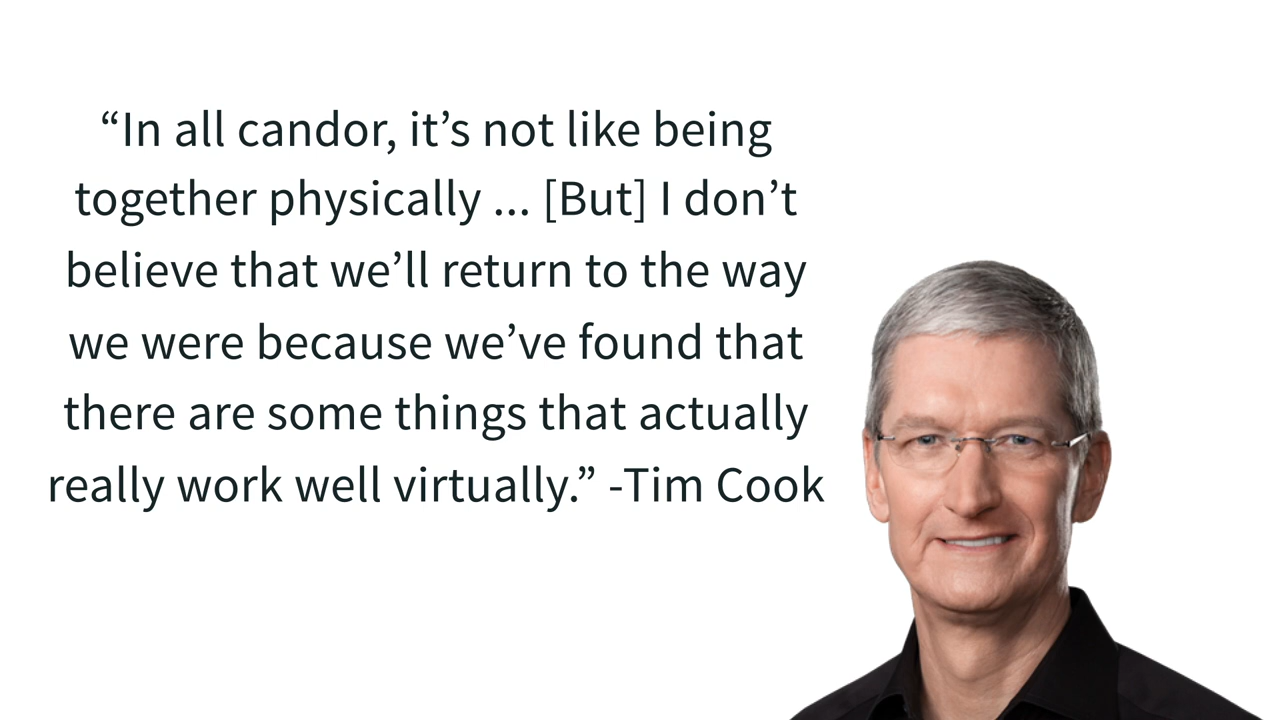 “In all candor, it’s not like being
together physically ... [But] I don’t
believe that we’ll return to the way
we were because we’ve found that
there are some things that actually
really work well virtually.” -Tim Cook